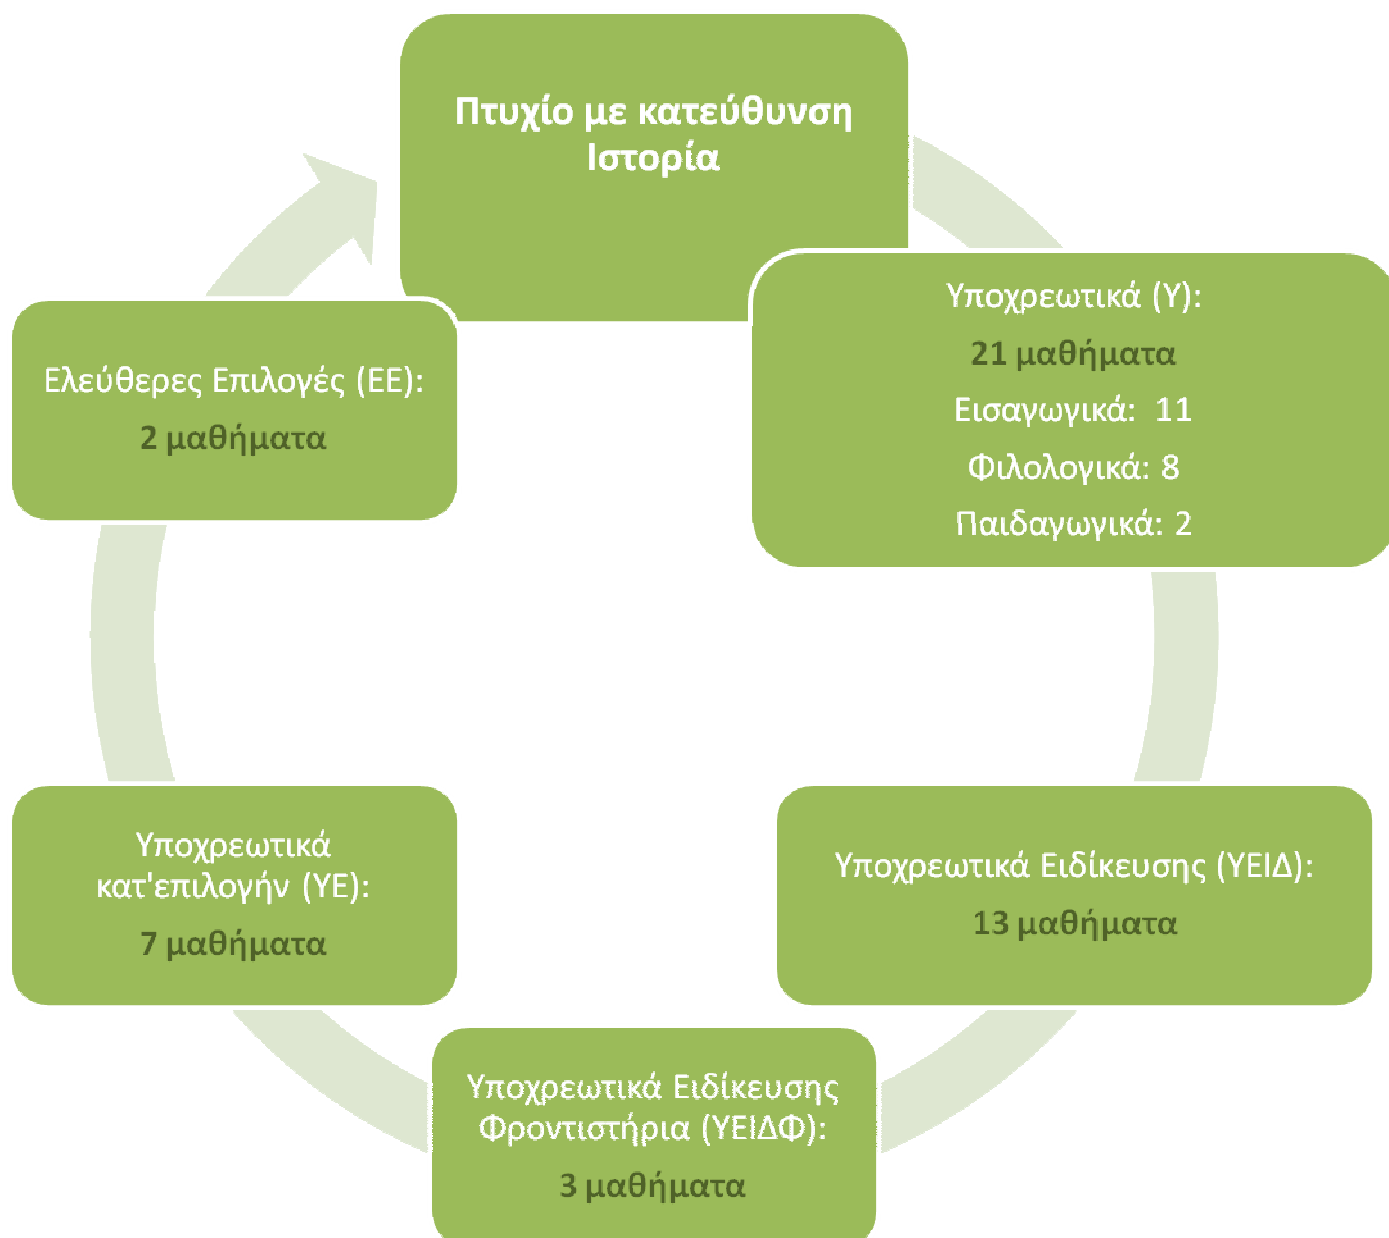 Πτυχίο με κατεύθυνση
Ιστορία
Υποχρεωτικά (Υ):
21 μαθήματα
Εισαγωγικά:  11
Φιλολογικά: 8
Παιδαγωγικά: 2
Υποχρεωτικά Ειδίκευσης (ΥΕΙΔ):
13 μαθήματα
Υποχρεωτικά Ειδίκευσης
Φροντιστήρια (ΥΕΙΔΦ):
3 μαθήματα
Υποχρεωτικά
κατ'επιλογήν (ΥΕ):
7 μαθήματα
Ελεύθερες Επιλογές (ΕΕ):
2 μαθήματα